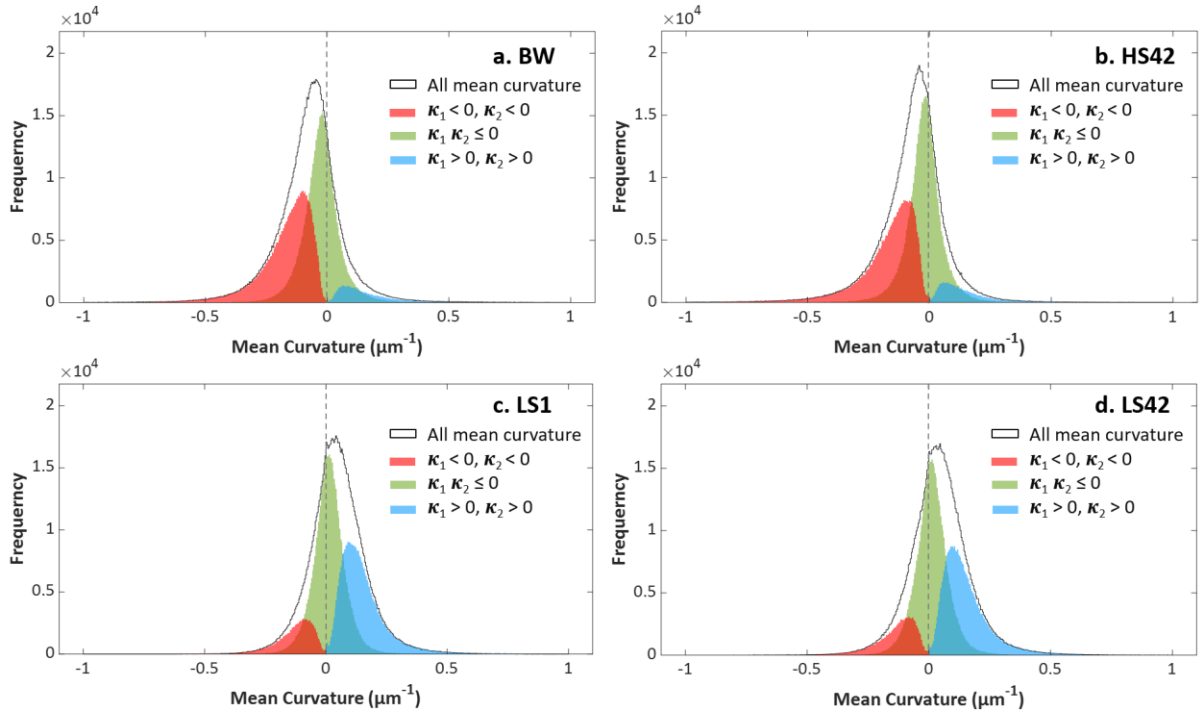 ×10⁴
a. BW
All mean curvature
κ₁ < 0, κ₂ < 0
κ₁ κ₂ ≤ 0
κ₁ > 0, κ₂ > 0
Frequerncy
2
1.5
1
0.5
0
-1 -0.5 0 0.5 1
Mean Curvature (μm⁻¹)
×10⁴
b. HS42
All mean curvature
κ₁ < 0, κ₂ < 0
κ₁ κ₂ ≤ 0
κ₁ > 0, κ₂ > 0
Frequerncy
2
1.5
1
0.5
0
-1 -0.5 0 0.5 1
Mean Curvature (μm⁻¹)
×10⁴
c. LS1
All mean curvature
κ₁ < 0, κ₂ < 0
κ₁ κ₂ ≤ 0
κ₁ > 0, κ₂ > 0
Frequerncy
2
1.5
1
0.5
0
-1 -0.5 0 0.5 1
Mean Curvature (μm⁻¹)
×10⁴
d. LS42
All mean curvature
κ₁ < 0, κ₂ < 0
κ₁ κ₂ ≤ 0
κ₁ > 0, κ₂ > 0
Frequerncy
2
1.5
1
0.5
0
-1 -0.5 0 0.5 1
Mean Curvature (μm⁻¹)